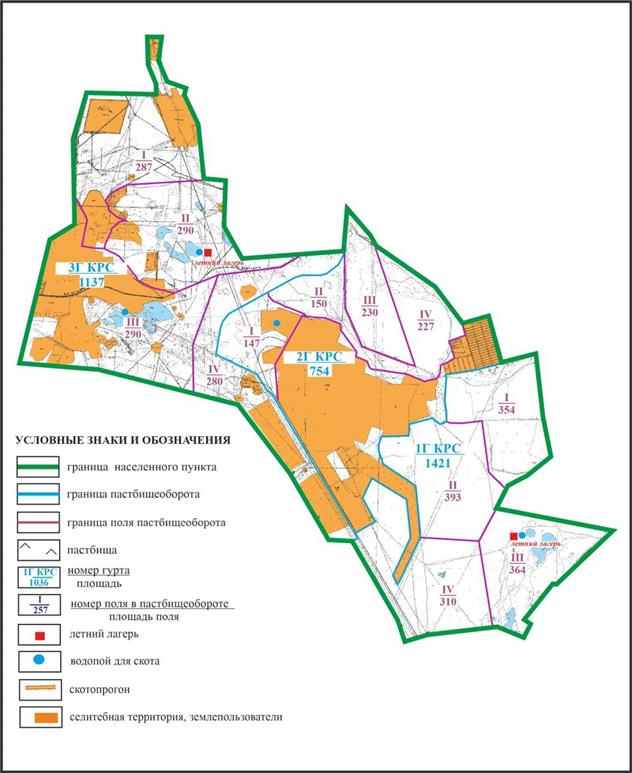 I
287
II
290
летний лагерь
3Г КРС
1137
III
290
IV
280
I
147
II
150
III
230
IV
227
2Г КРС
754
I
354
1Г КРС
1421
II
393
летний лагерь
III
364
IV
310
УСЛОВНЫЕ ЗНАКИ И ОБОЗНАЧЕНИЯ
граница населенного пункта
граница пастбищеоборота
граница поля пастбищеоборота
пастбища
1Г КРС
1036
номер гурта
площадь
I
257
номер поля в пастбищеобороте
площадь поля
летний лагерь
водопой для скота
скотопрогон
селитебная территория, землепользователи